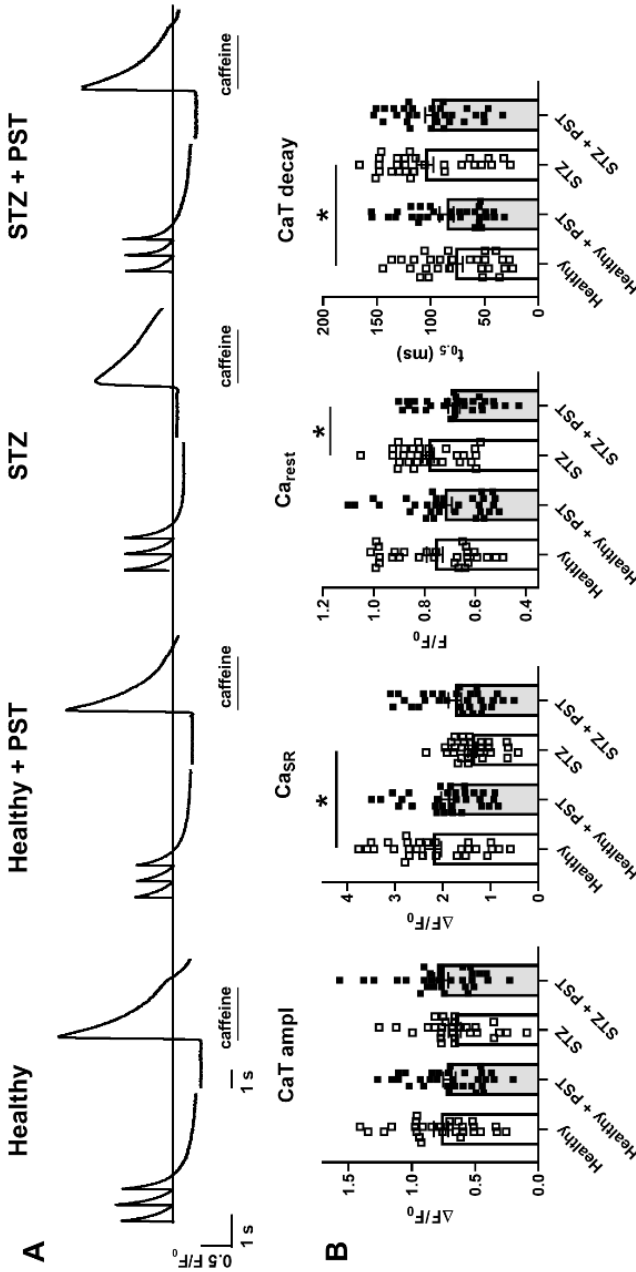 A
Healthy
Healthy + PST
STZ
STZ + PST
0.5 F/F0
1 s
1 s
caffeine
caffeine
caffeine
caffeine
B
CaT ampl
ΔF/F0
1.5
1.0
0.5
0.0
Healthy
Healthy + PST
STZ
STZ + PST
CaSR
*
ΔF/F0
4
3
2
1
0
Healthy
Healthy + PST
STZ
STZ + PST
Carest
*
F/F0
1.2
1.0
0.8
0.6
0.4
Healthy
Healthy + PST
STZ
STZ + PST
CaT decay
*
t0.5 (ms)
200
150
100
50
0
Healthy
Healthy + PST
STZ
STZ + PST